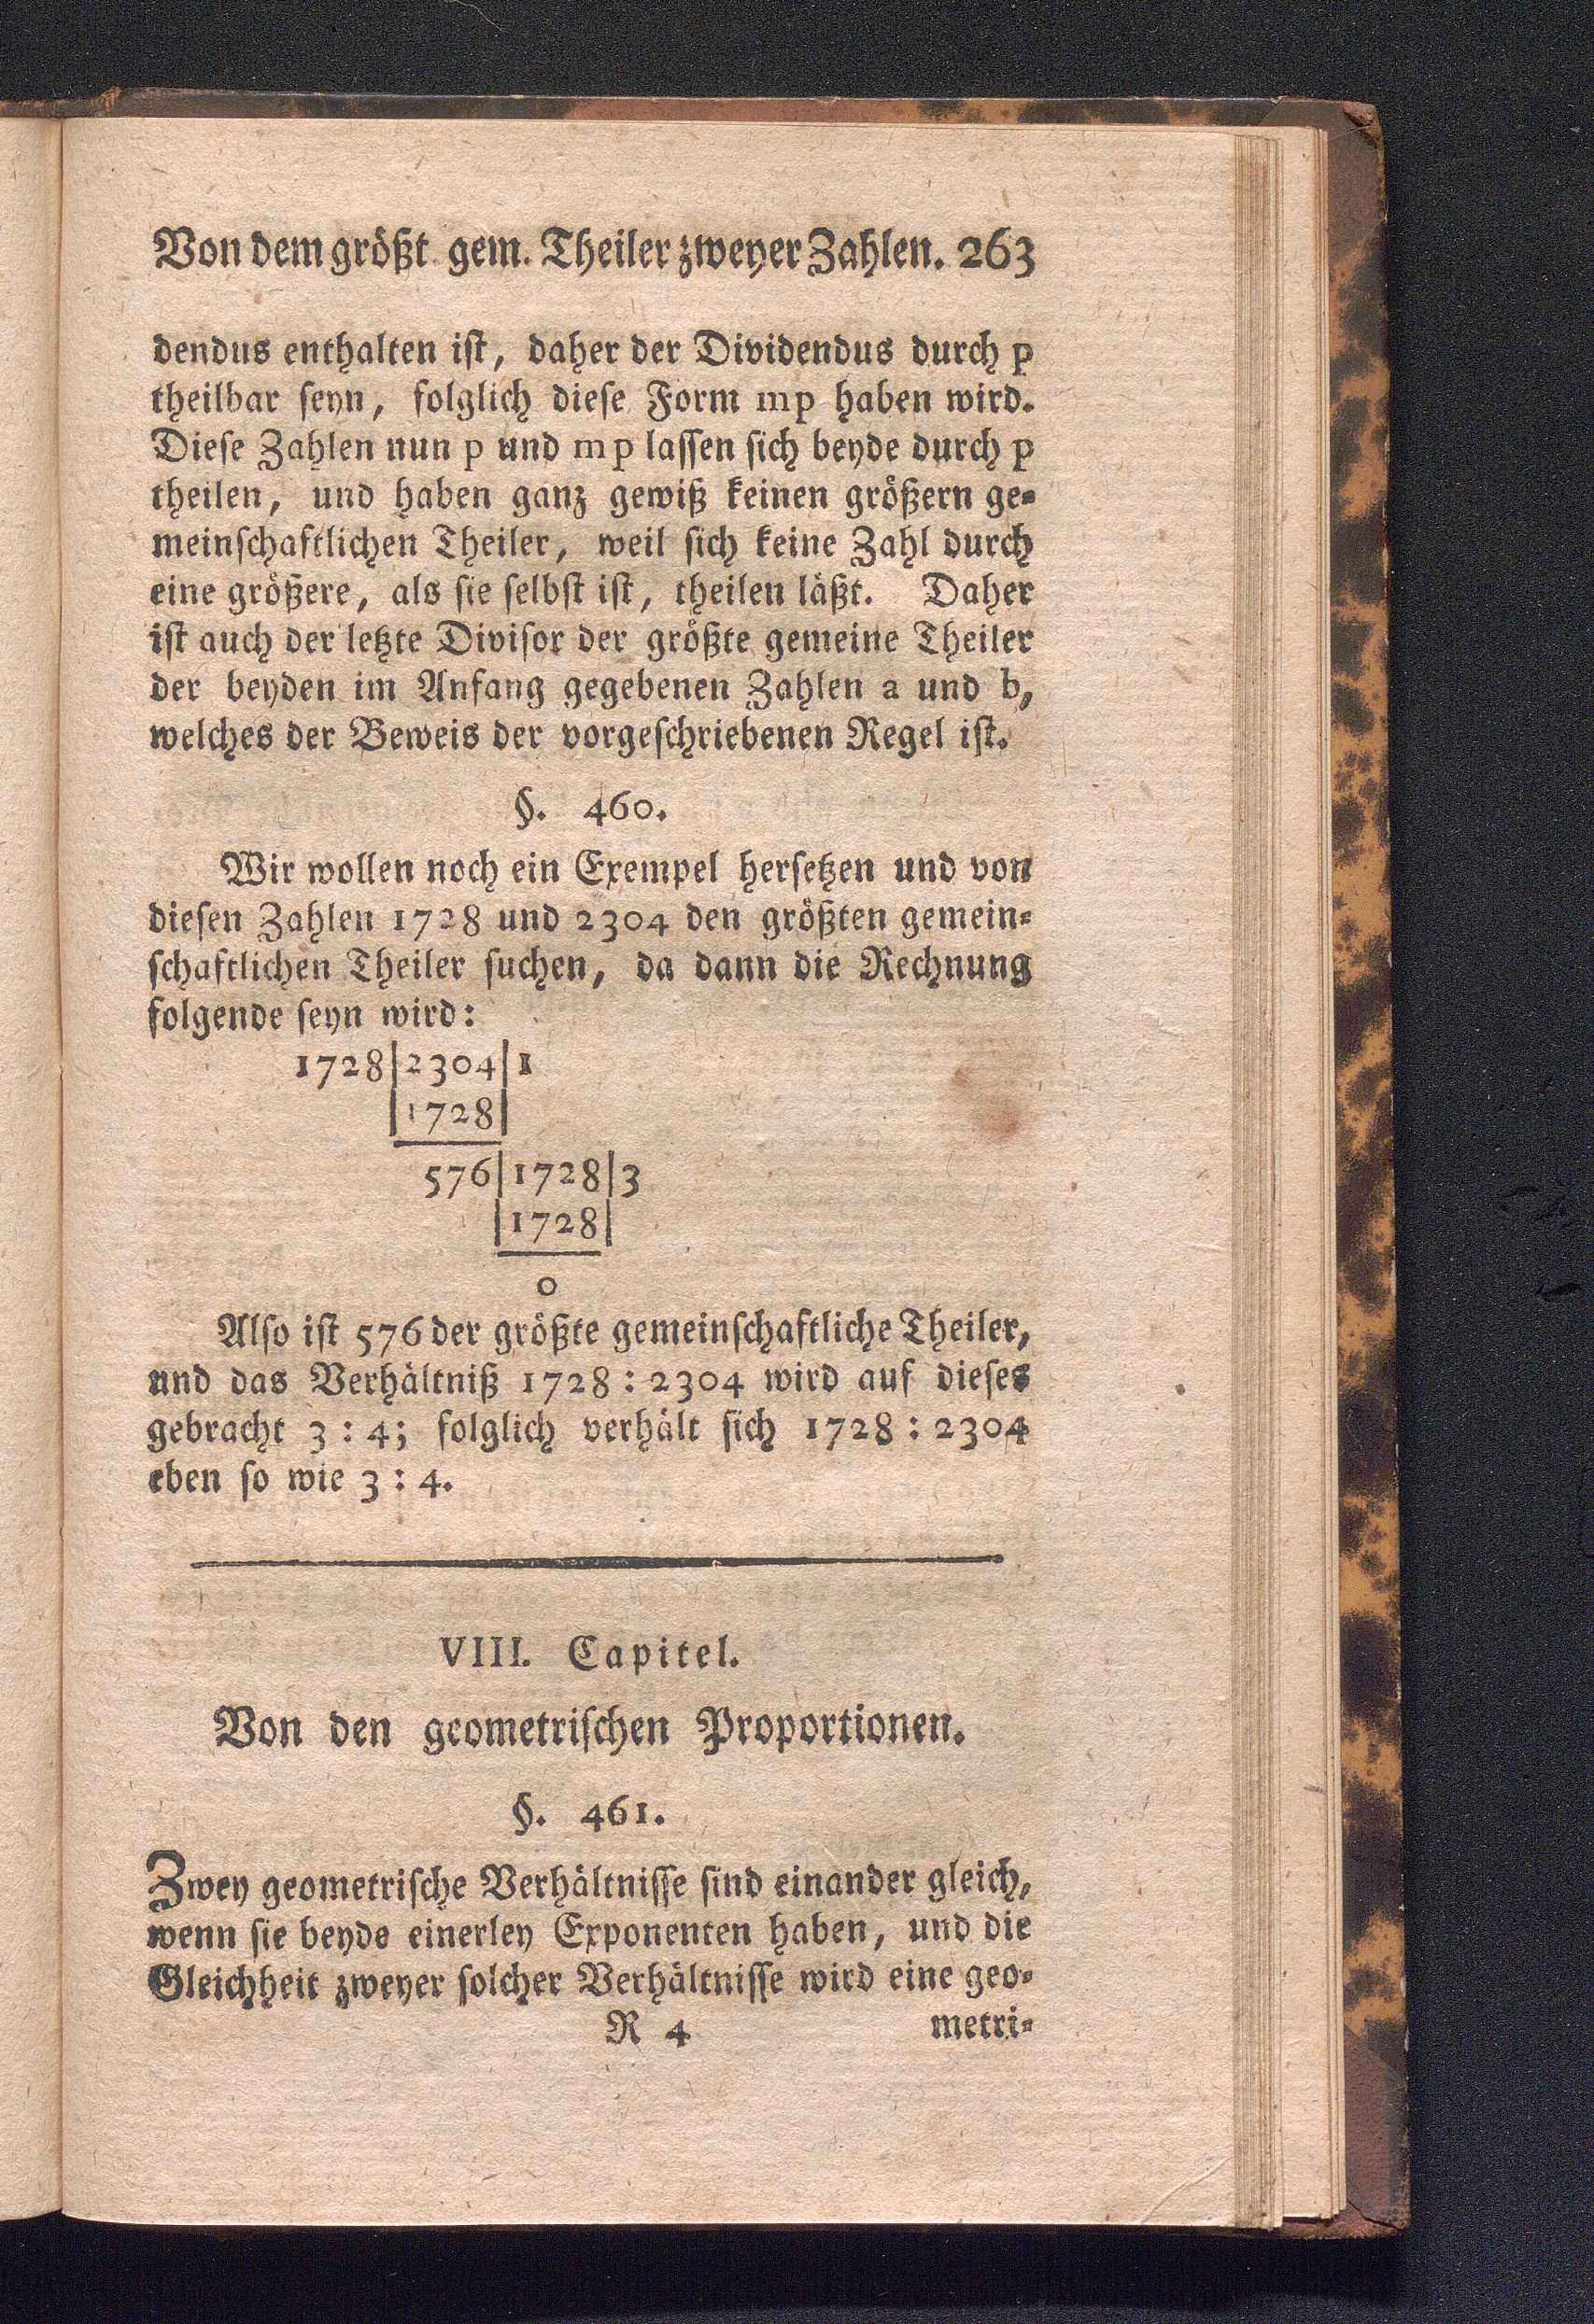 Von dem größt gem. Theiler zweyer Zahlen. 263
dendus enthalten iſt, daher der Dividendus durch p
theilbar ſeyn, folglich dieſe Form mp haben wird.
Dieſe Zahlen nun p und mp laſſen ſich beyde durch p
theilen, und haben ganz gewiß keinen größern ge-
meinſchaftlichen Theiler, weil ſich keine Zahl durch
eine größere, als ſie ſelbſt iſt, theilen läßt. Daher
iſt auch der letzte Diviſor der größte gemeine Theiler
der beyden im Anfang gegebenen Zahlen a und b,
welches der Beweis der vorgeſchriebenen Regel iſt.
§. 460.
Wir wollen noch ein Exempel herſetzen und von
dieſen Zahlen 1728 und 2304 den größten gemein-
ſchaftlichen Theiler ſuchen, da dann die Rechnung
folgende ſeyn wird:
1728|2304|1
|1728|
576|1728|3
|1728|
0
Alſo iſt 576 der größte gemeinſchaftliche Theiler,
und das Verhältniß 1728 : 2304 wird auf dieſes
gebracht 3 : 4; folglich verhält ſich 1728 : 2304
eben ſo wie 3 : 4.
VIII. Capitel.
Von den geometriſchen Proportionen.
§. 461.
Zwey geometriſche Verhältniſſe ſind einander gleich,
wenn ſie beyde einerley Exponenten haben, und die
Gleichheit zweyer ſolcher Verhältniſſe wird eine geo-
R 4 metri-